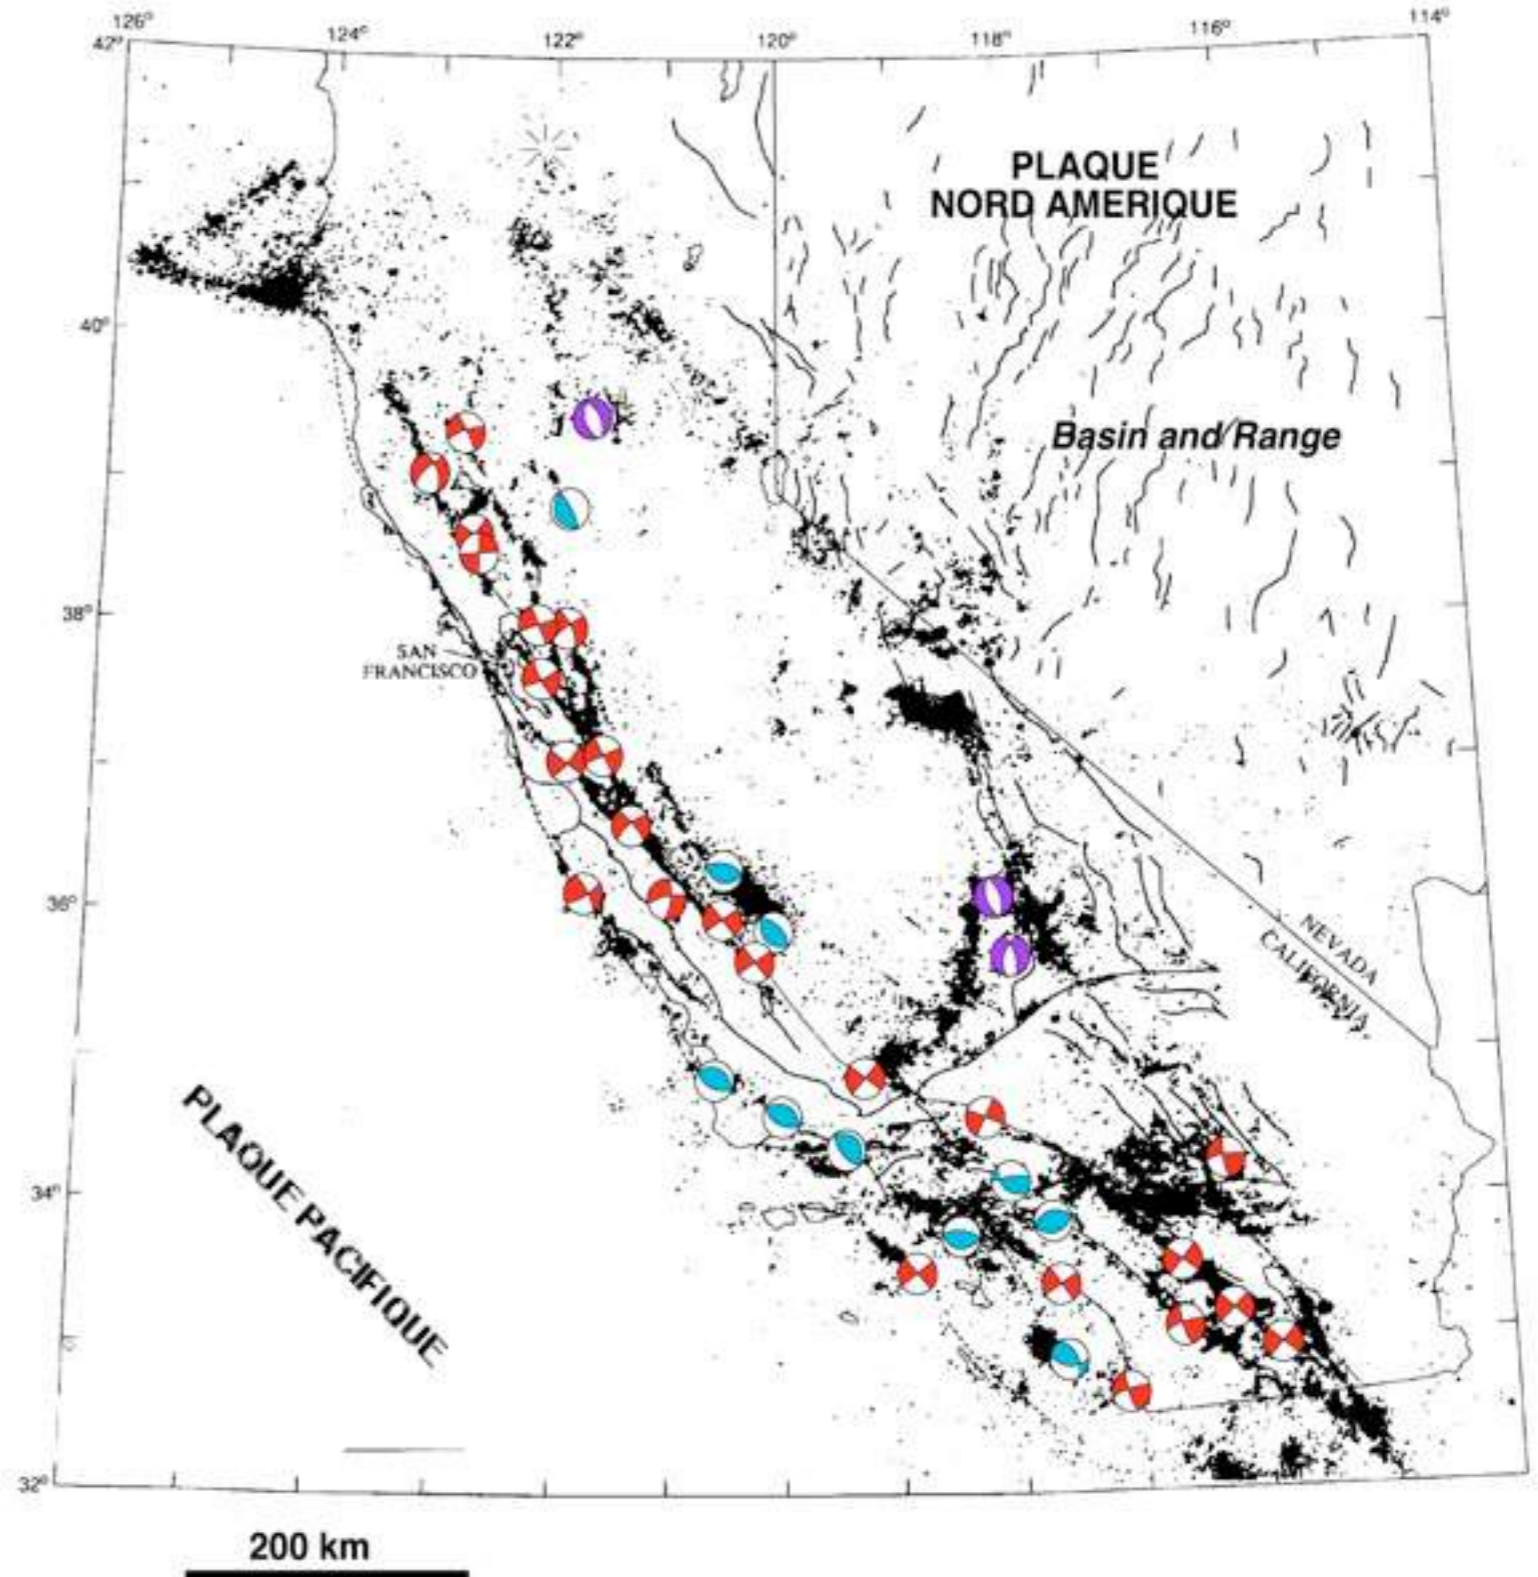 126° 124° 122° 120° 118° 116° 114°
42°
PLAQUE
NORD AMERIQUE
40°
Basin and Range
38°
SAN
FRANCISCO
36°
NEVADA
CALIFORNIA
PLAQUE PACIFIQUE
34°
32°
200 km